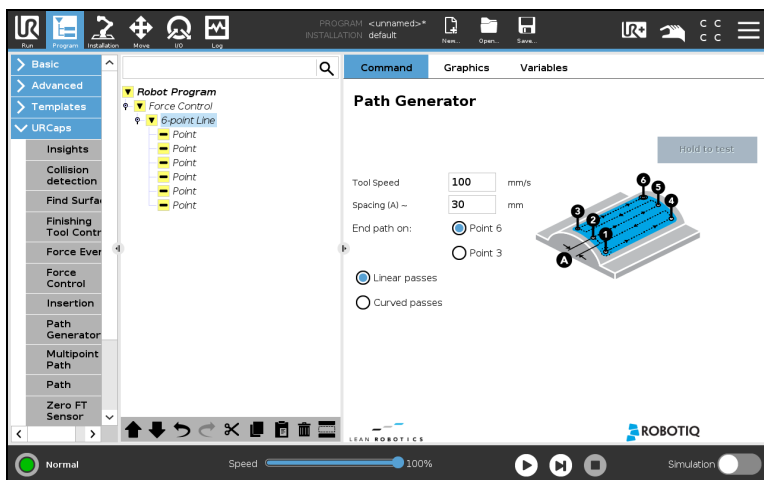 PROGRAM <unnamed>*
INSTALLATION default
Run Program Installation Move I/O Log New... Open... Save... UR+ C C
C C
Basic
Advanced
Templates
URCaps
Insights
Collision
detection
Find Surfa
Finishing
Tool Contr
Force Ever
Force
Control
Insertion
Path
Generator
Multipoint
Path
Path
Zero FT
Sensor
Robot Program
Force Control
6-point Line
Point
Point
Point
Point
Point
Point
Command Graphics Variables
Path Generator
Hold to test
Tool Speed 100 mm/s
Spacing (A) ~ 30 mm
End path on: Point 6
Point 3
Linear passes
Curved passes
6
5
4
3
2
1
A
LEAN ROBOTICS
ROBOTIQ
Normal Speed 100% Simulation